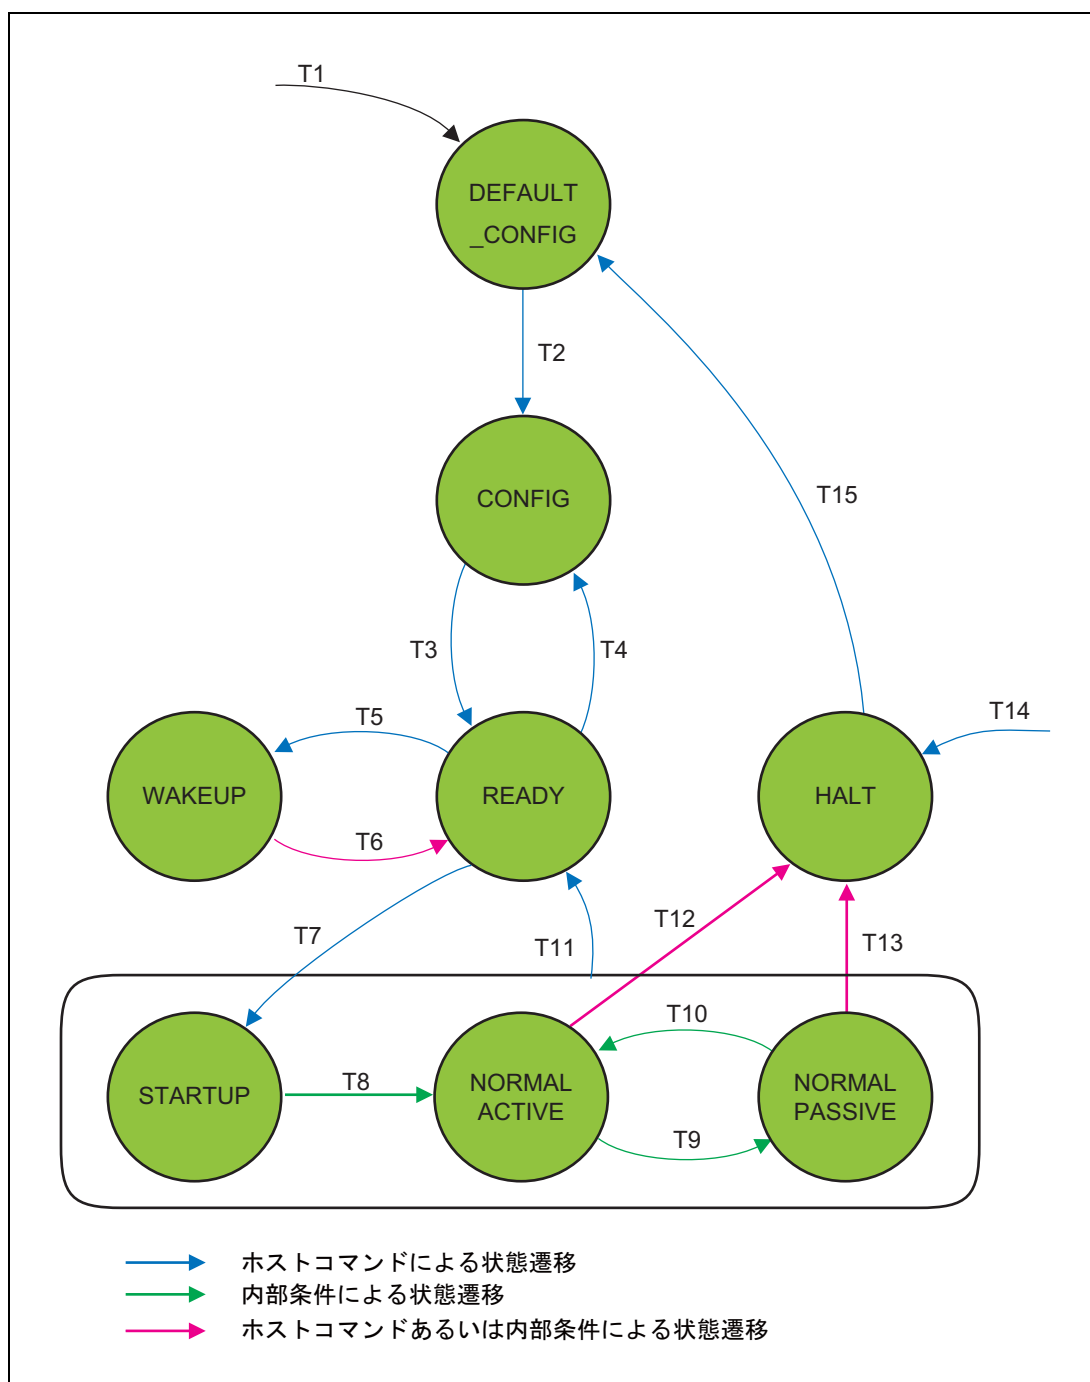 T1
DEFAULT
_CONFIG
T2
CONFIG
T15
T3
T4
T5
T14
WAKEUP
READY
HALT
T6
T7
T11
T12
T13
T10
STARTUP
T8
NORMAL
ACTIVE
NORMAL
PASSIVE
T9
ホストコマンドによる状態遷移
内部条件による状態遷移
ホストコマンドあるいは内部条件による状態遷移